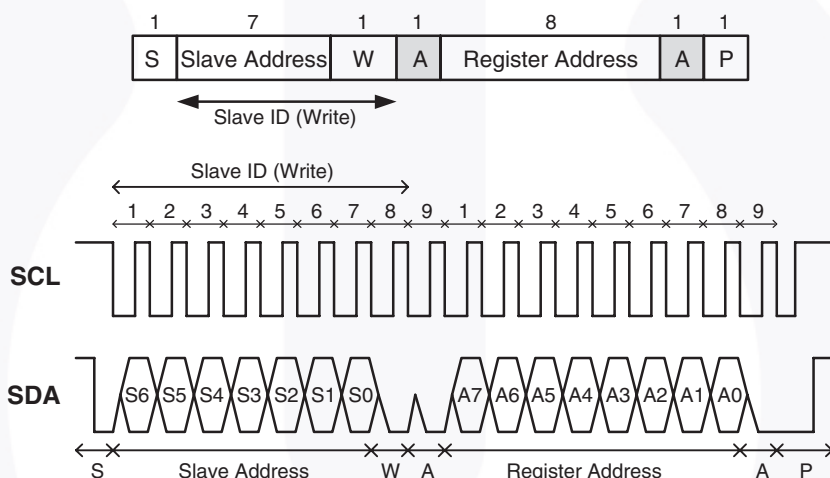 1 7 1 1 8 1 1
S Slave Address W A Register Address A P
Slave ID (Write)
Slave ID (Write)
1 2 3 4 5 6 7 8 9 1 2 3 4 5 6 7 8 9
SCL
SDA S6 S5 S4 S3 S2 S1 S0 A7 A6 A5 A4 A3 A2 A1 A0
S Slave Address W A Register Address A P